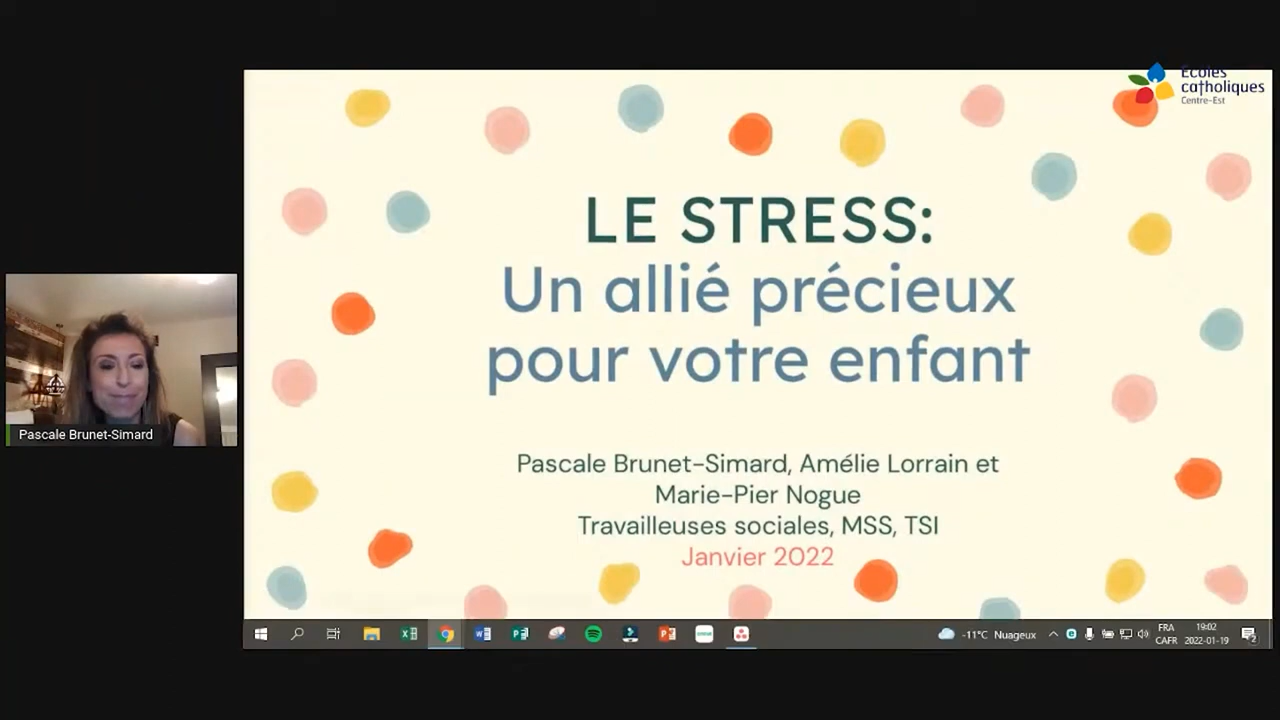 Écoles
catholiques
Centre-Est
LE STRESS:
Un allié précieux
pour votre enfant
Pascale Brunet-Simard, Amélie Lorrain et
Marie-Pier Nogue
Travailleuses sociales, MSS, TSI
Janvier 2022
Pascale Brunet-Simard
-11°C Nuageux
FRA
CAFR
19:02
2022-01-19
2